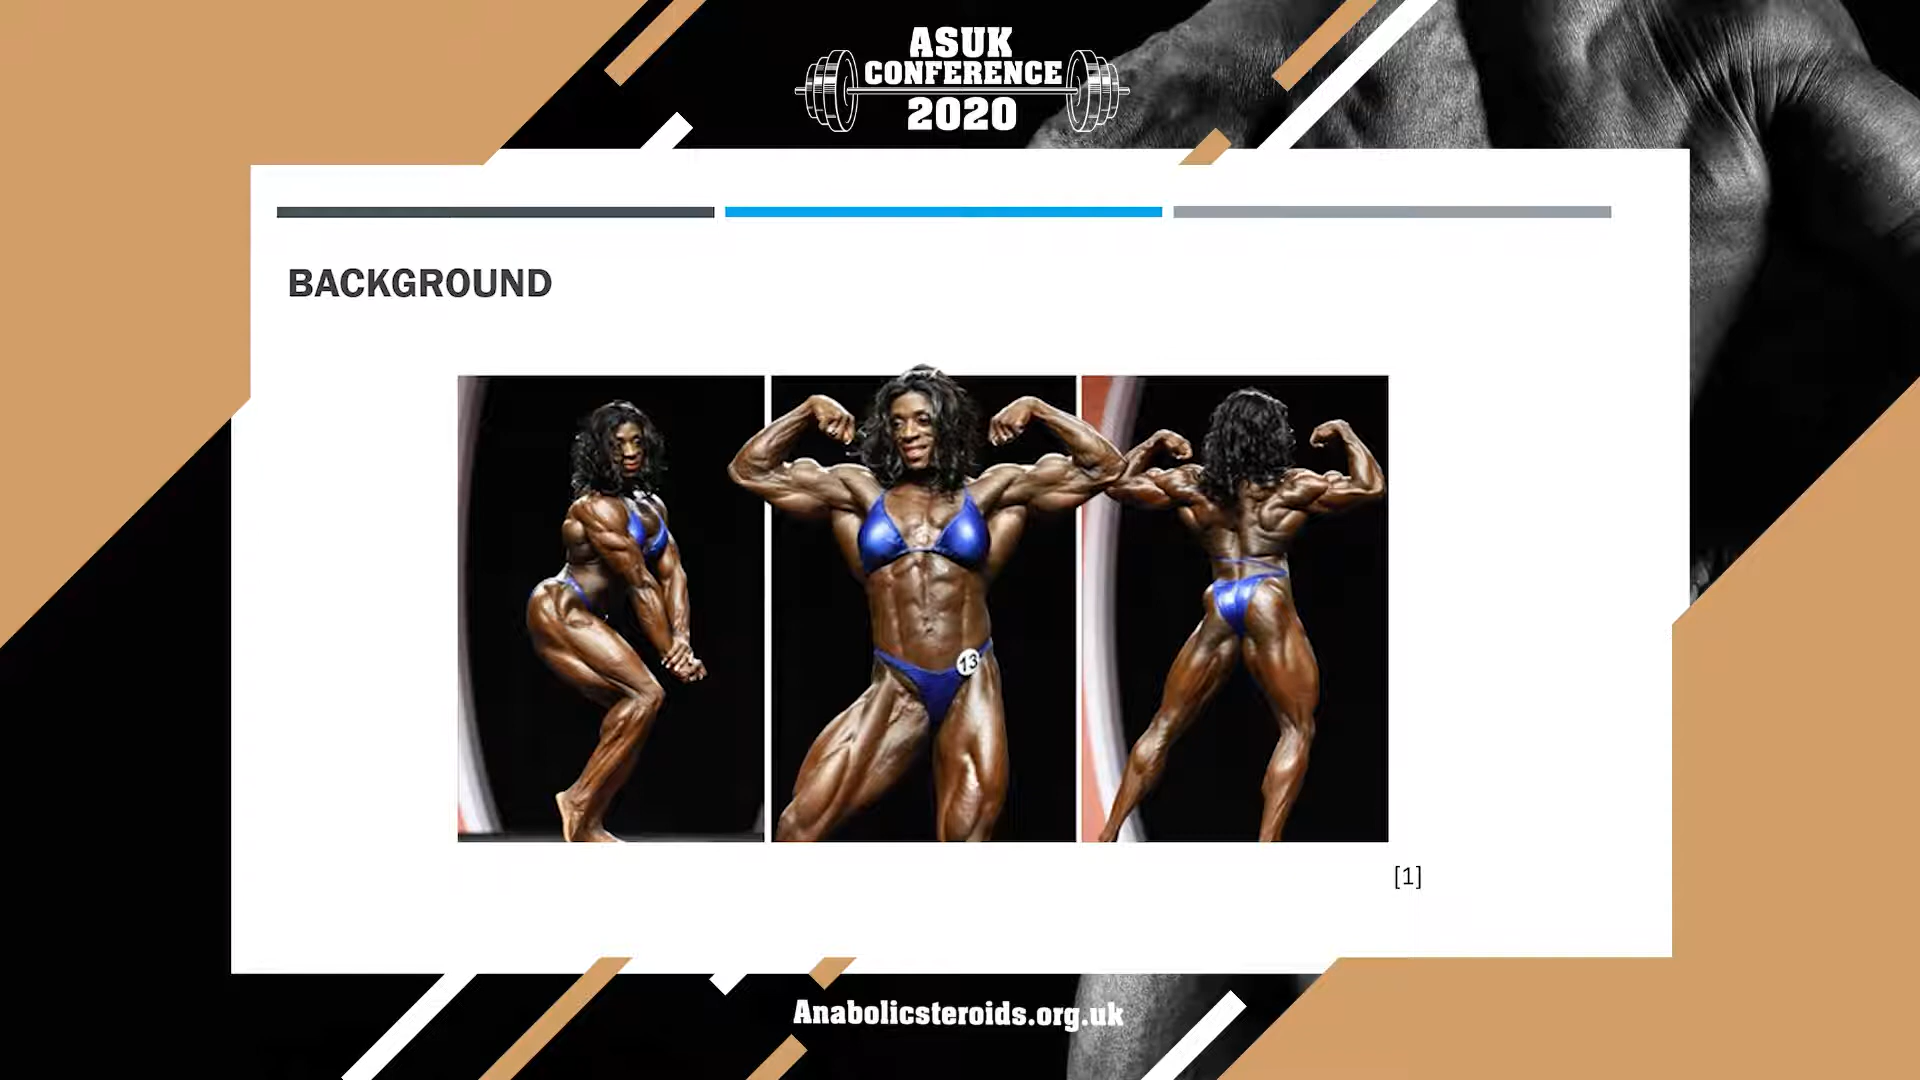 ASUK
CONFERENCE
2020
BACKGROUND
13
[1]
Anabolicsteroids.org.uk